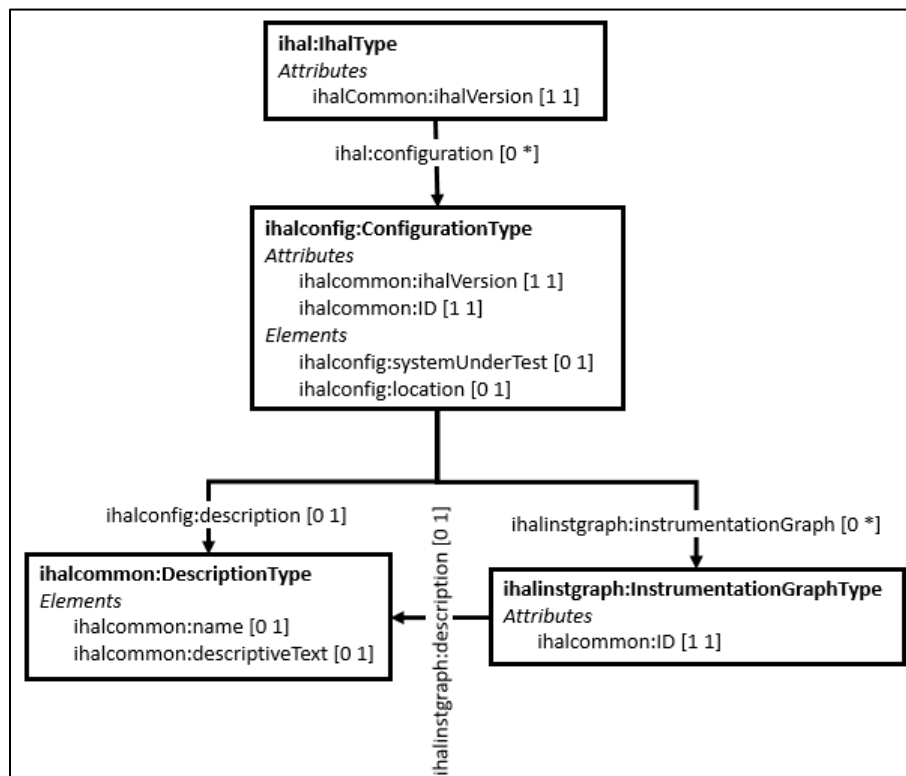 ihal:IhalType
Attributes
ihalCommon:ihalVersion [1 1]
ihal:configuration [0 *]
ihalconfig:ConfigurationType
Attributes
ihalcommon:ihalVersion [1 1]
ihalcommon:ID [1 1]
Elements
ihalconfig:systemUnderTest [0 1]
ihalconfig:location [0 1]
ihalconfig:description [0 1]
ihalinstgraph:instrumentationGraph [0 *]
ihalcommon:DescriptionType
Elements
ihalcommon:name [0 1]
ihalcommon:descriptiveText [0 1]
ihalinstgraph:description [0 1]
ihalinstgraph:InstrumentationGraphType
Attributes
ihalcommon:ID [1 1]